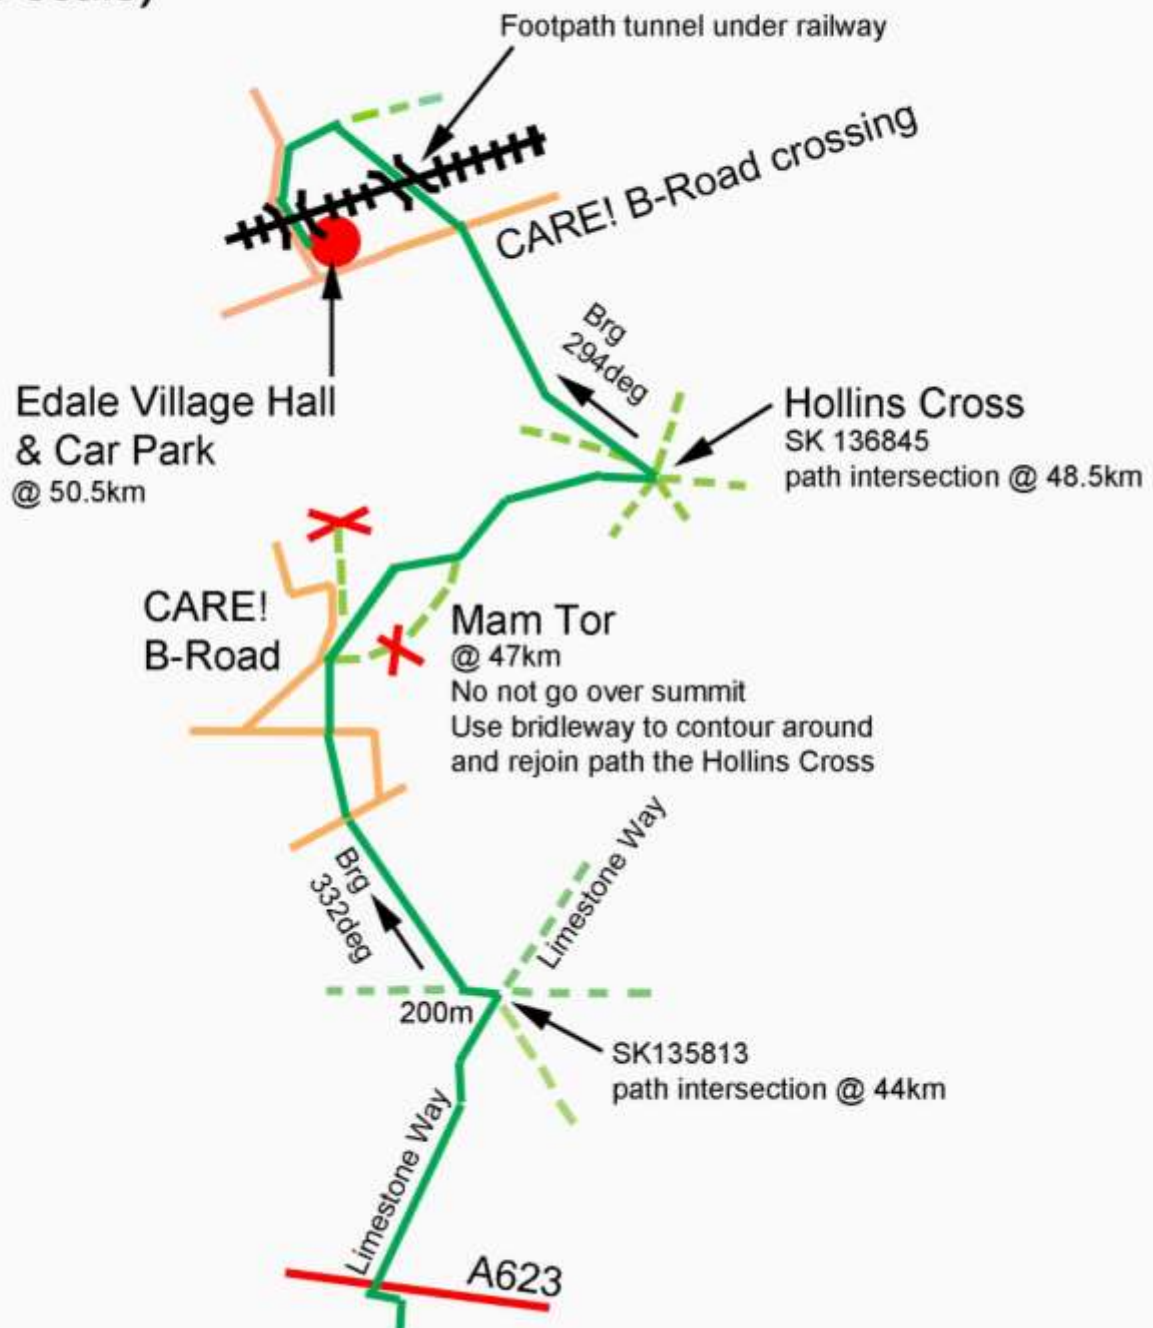 Footpath tunnel under railway
CARE! B-Road crossing
Brg
294deg
Edale Village Hall
& Car Park
@ 50.5km
Hollins Cross
SK 136845
path intersection @ 48.5km
CARE!
B-Road
Mam Tor
@ 47km
No not go over summit
Use bridleway to contour around
and rejoin path the Hollins Cross
Limestone Way
Brg
332deg
200m
SK135813
path intersection @ 44km
Limestone Way
A623